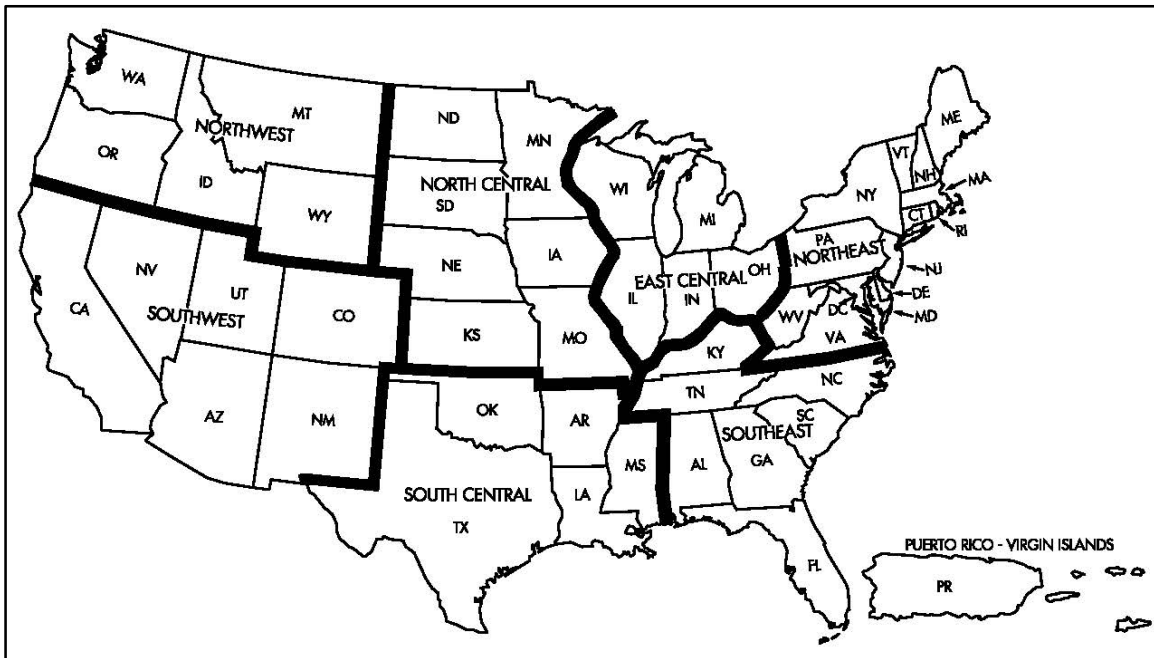 WA
MT
ND
MN
ME
NORTHWEST
OR
VT
NH
MA
ID
NORTH CENTRAL
SD
WI
NY
WY
MI
CT
RI
PA
NORTHEAST
IA
NE
NV
OH
NJ
EAST CENTRAL
UT
IL
IN
DE
CA
SOUTHWEST
CO
WV
DC
MD
KS
MO
VA
KY
NC
TN
AZ
NM
OK
AR
SC
SOUTHEAST
GA
MS
AL
SOUTH CENTRAL
LA
TX
PUERTO RICO - VIRGIN ISLANDS
FL
PR